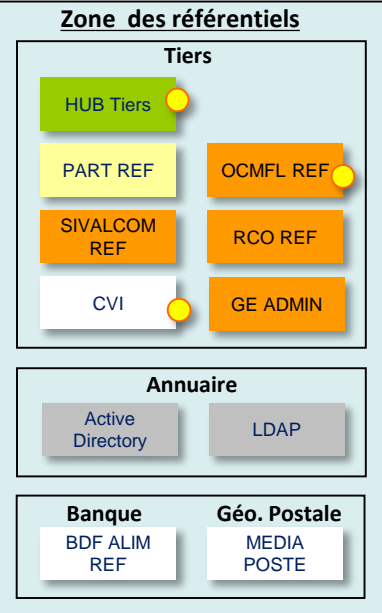 Zone des référentiels
Tiers
HUB Tiers
PART REF
OCMFL REF
SIVALCOM
REF
RCO REF
CVI
GE ADMIN
Annuaire
Active
Directory
LDAP
Banque
Géo. Postale
BDF ALIM
REF
MEDIA
POSTE